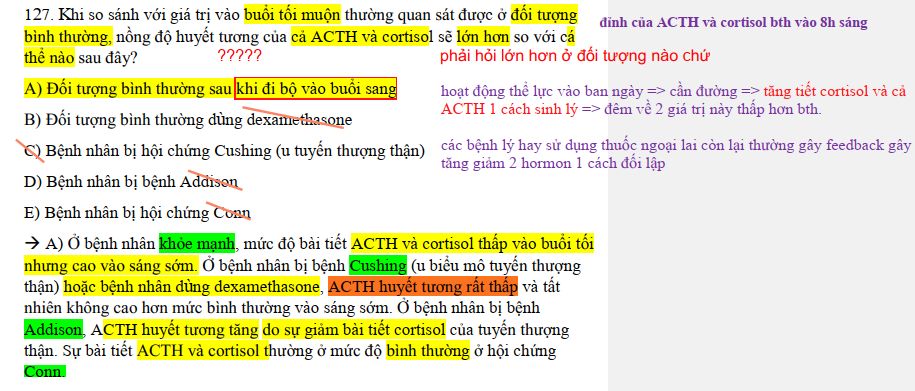 127. Khi so sánh với giá trị vào buổi tối muộn thường quan sát được ở đối tượng
bình thường, nồng độ huyết tương của cả ACTH và cortisol sẽ lớn hơn so với cá
thể nào sau đây?
?????
đỉnh của ACTH và cortisol bth vào 8h sáng
phải hỏi lớn hơn ở đối tượng nào chứ
A) Đối tượng bình thường sau khi đi bộ vào buổi sang
B) Đối tượng bình thường dùng dexamethasone
C) Bệnh nhân bị hội chứng Cushing (u tuyến thượng thận)
D) Bệnh nhân bị bệnh Addison
E) Bệnh nhân bị hội chứng Conn
hoạt động thể lực vào ban ngày => cần đường => tăng tiết cortisol và cả
ACTH 1 cách sinh lý => đêm về 2 giá trị này thấp hơn bth.
các bệnh lý hay sử dụng thuốc ngoại lai còn lại thường gây feedback gây
tăng giảm 2 hormon 1 cách đối lập
→ A) Ở bệnh nhân khỏe mạnh, mức độ bài tiết ACTH và cortisol thấp vào buổi tối
nhưng cao vào sáng sớm. Ở bệnh nhân bị bệnh Cushing (u biểu mô tuyến thượng
thận) hoặc bệnh nhân dùng dexamethasone, ACTH huyết tương rất thấp và tất
nhiên không cao hơn mức bình thường vào sáng sớm. Ở bệnh nhân bị bệnh
Addison, ACTH huyết tương tăng do sự giảm bài tiết cortisol của tuyến thượng
thận. Sự bài tiết ACTH và cortisol thường ở mức độ bình thường ở hội chứng
Conn.